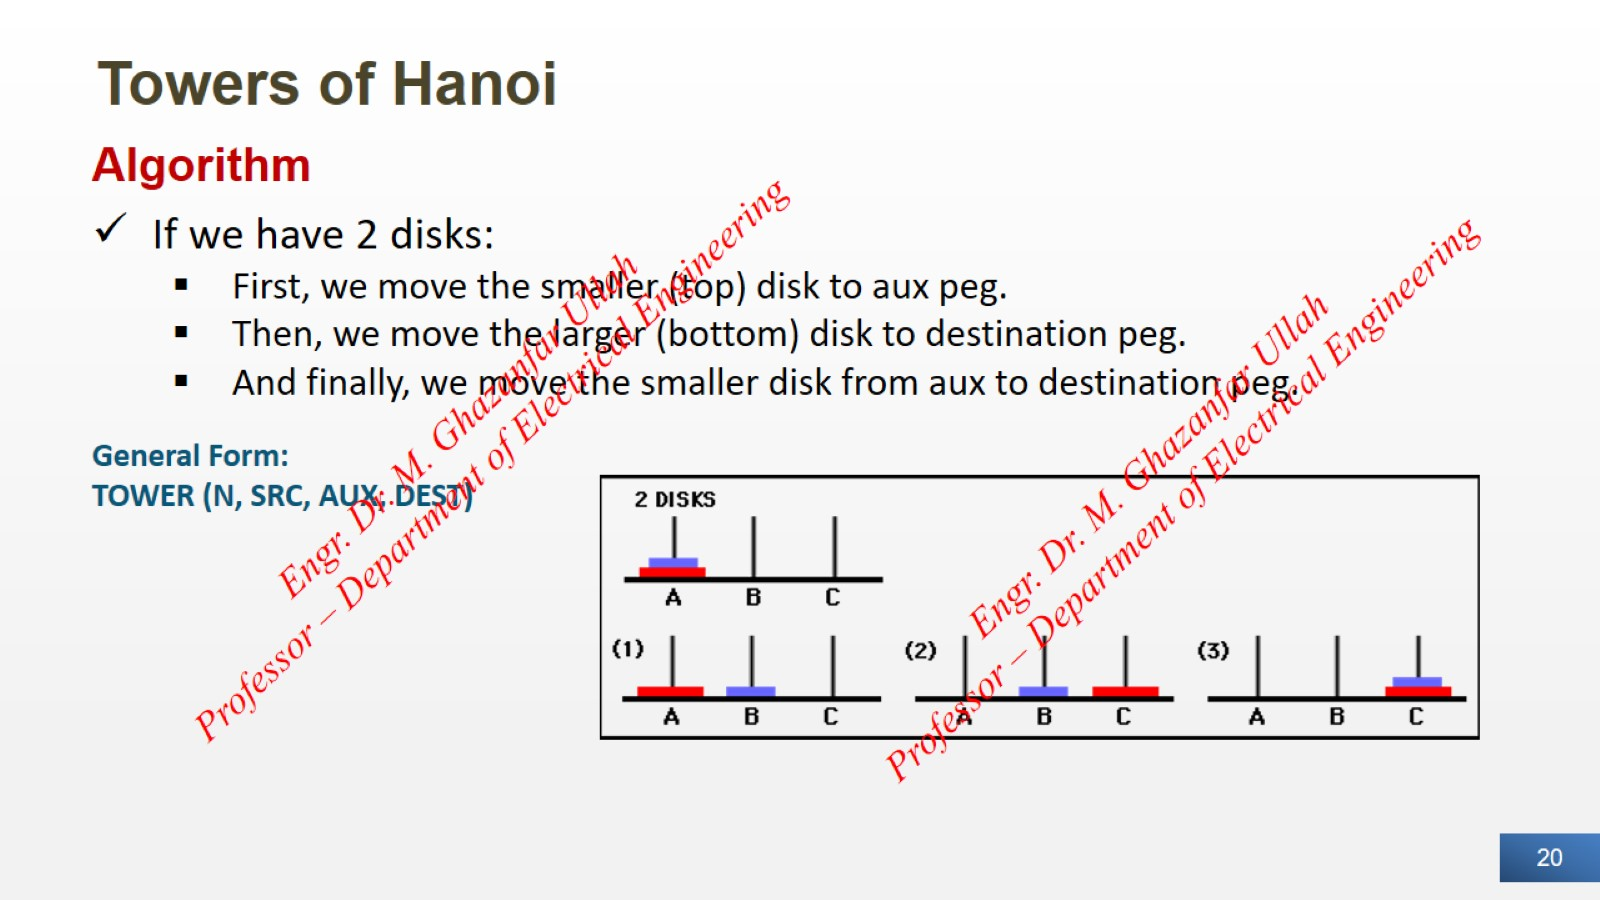 Towers of Hanoi
Algorithm
✓ If we have 2 disks:
▪ First, we move the smaller (top) disk to aux peg.
▪ Then, we move the larger (bottom) disk to destination peg.
▪ And finally, we move the smaller disk from aux to destination peg.
General Form:
TOWER (N, SRC, AUX, DEST)
2 DISKS
A B C
(1)
A B C
(2)
A B C
(3)
A B C
Engr. Dr. M. Ghazanfar Ullah
Professor – Department of Electrical Engineering
Engr. Dr. M. Ghazanfar Ullah
Professor – Department of Electrical Engineering
20